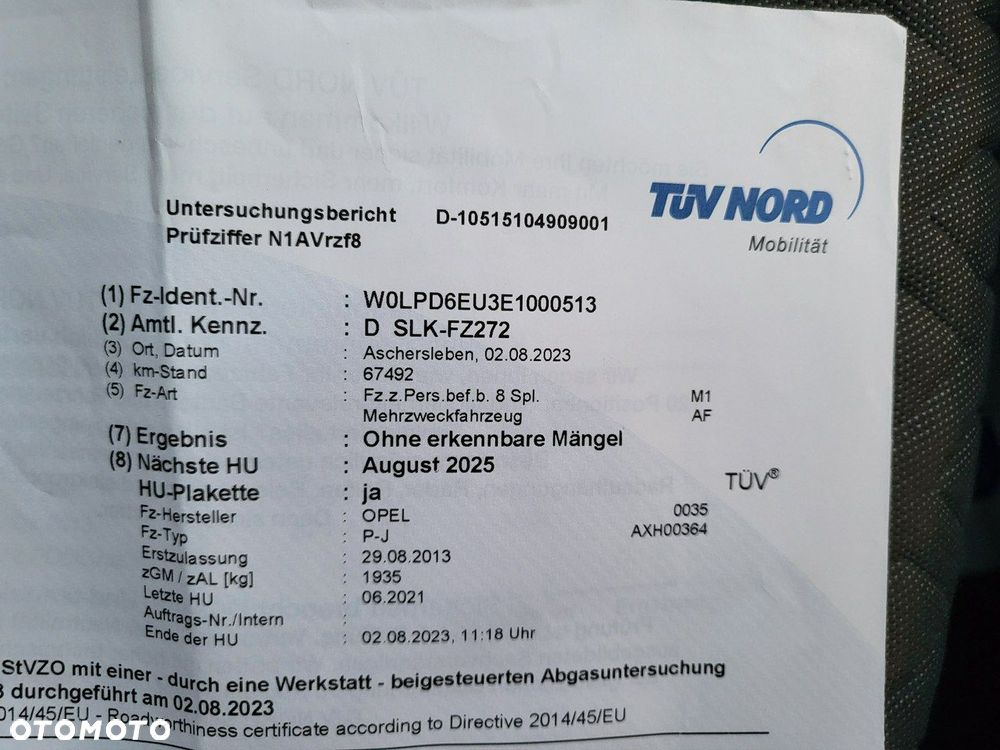 TÜV NORD
Mobilität
Untersuchungsbericht D-10515104909001
Prüfziffer N1AVrzf8
(1) Fz-Ident.-Nr. : W0LPD6EU3E1000513
(2) Amtl. Kennz. : D SLK-FZ272
(3) Ort, Datum : Aschersleben, 02.08.2023
(4) km-Stand : 67492
(5) Fz-Art : Fz.z.Pers.bef.b. 8 Spl. M1
Mehrzweckfahrzeug AF
(7) Ergebnis : Ohne erkennbare Mängel
(8) Nächste HU : August 2025
HU-Plakette : ja TÜV®
Fz-Hersteller : OPEL 0035
Fz-Typ : P-J AXH00364
Erstzulassung : 29.08.2013
zGM / zAL [kg] : 1935
Letzte HU : 06.2021
Auftrags-Nr./Intern :
Ende der HU : 02.08.2023, 11:18 Uhr
StVZO mit einer - durch eine Werkstatt - beigesteuerten Abgasuntersuchung
durchgeführt am 02.08.2023
014/45/EU - Roadworthiness certificate according to Directive 2014/45/EU
OTOMOTO